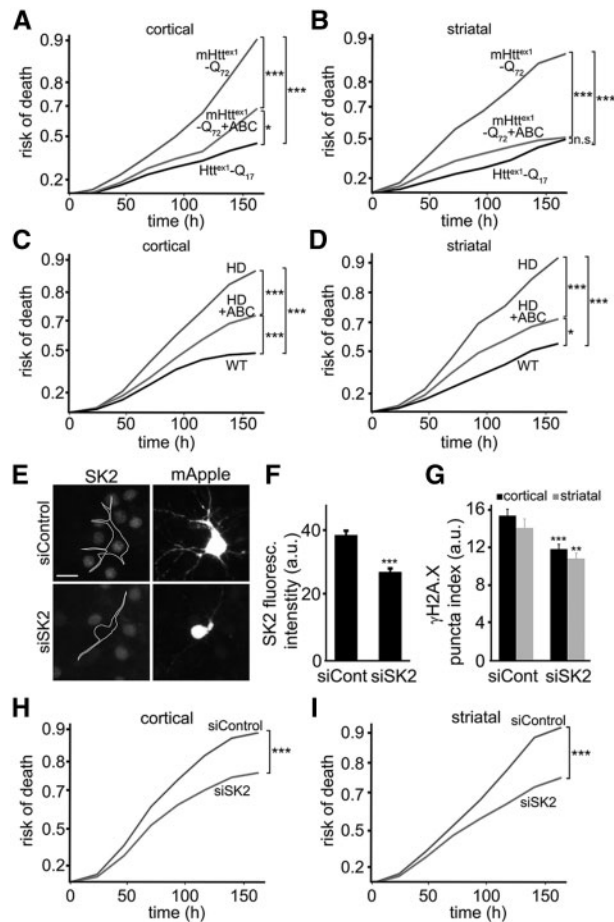 A
cortical
risk of death
0.9
0.7
0.5
0.2
mHtt^ex1
-Q72
mHtt^ex1
-Q72+ABC
Htt^ex1-Q17
***
*
***
0 50 100 150
time (h)
B
striatal
risk of death
0.9
0.7
0.5
0.2
mHtt^ex1
-Q72
mHtt^ex1
-Q72+ABC
Htt^ex1-Q17
***
n.s.
***
0 50 100 150
time (h)
C
cortical
risk of death
0.9
0.7
0.5
0.2
HD
HD
+ABC
WT
***
***
***
0 50 100 150
time (h)
D
striatal
risk of death
0.9
0.7
0.5
0.2
HD
HD
+ABC
WT
***
*
***
0 50 100 150
time (h)
E
SK2 mApple
siControl
siSK2
F
SK2 fluoresc.
intenstity (a.u.)
40
20
0
***
siCont siSK2
G
cortical striatal
γH2A.X
puncta index (a.u.)
16
12
8
4
0
*** **
siCont siSK2
H
cortical
risk of death
0.9
0.7
0.5
0.2
siControl
siSK2
***
0 50 100 150
time (h)
I
striatal
risk of death
0.9
0.7
0.5
0.2
siControl
siSK2
***
0 50 100 150
time (h)